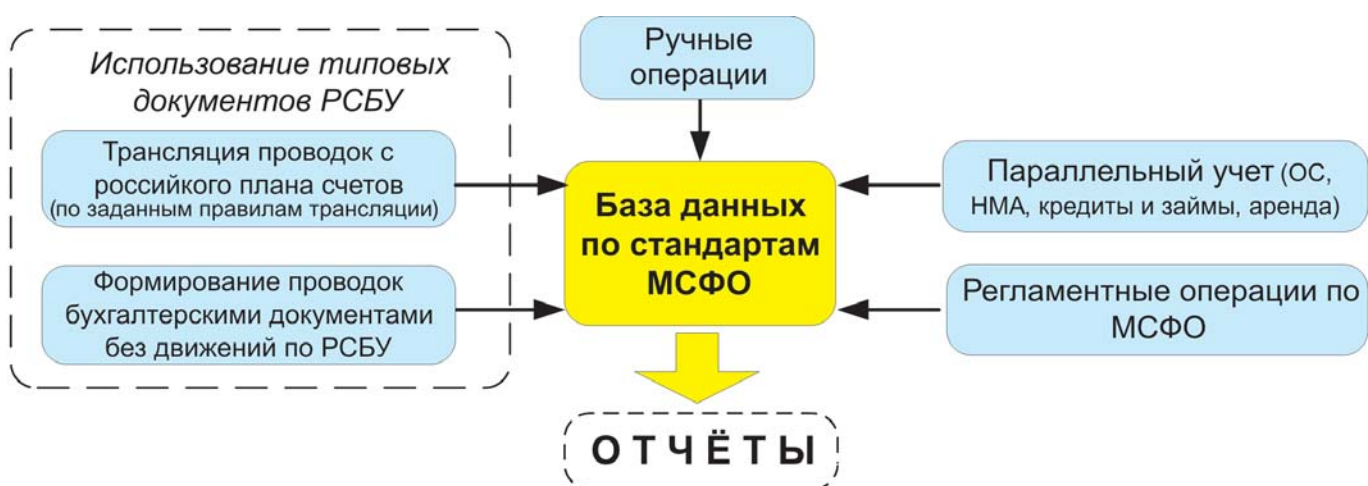 Использование типовых
документов РСБУ
Трансляция проводок с
российкого плана счетов
(по заданным правилам трансляции)
Формирование проводок
бухгалтерскими документами
без движений по РСБУ
Ручные
операции
База данных
по стандартам
МСФО
Параллельный учет (ОС,
НМА, кредиты и займы, аренда)
Регламентные операции по
МСФО
ОТЧЁТЫ